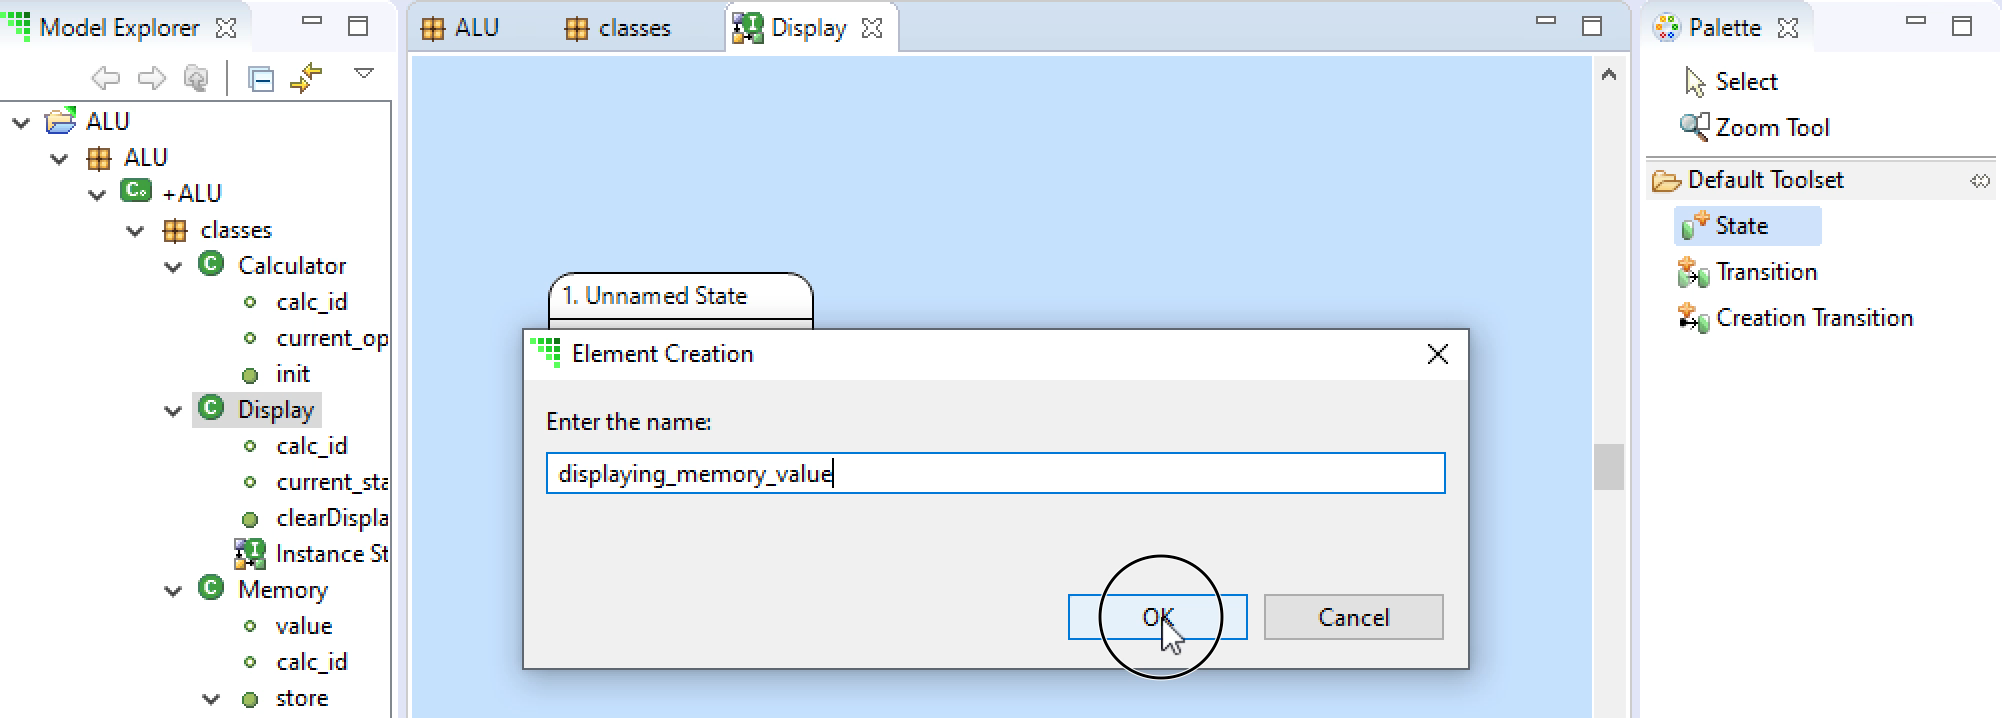 Model Explorer
ALU
ALU
+ALU
classes
Calculator
calc_id
current_op
init
Display
calc_id
current_sta
clearDispla
Instance St
Memory
value
calc_id
store
ALU
classes
Display
1. Unnamed State
Element Creation
Enter the name:
displaying_memory_value
OK
Cancel
Palette
Select
Zoom Tool
Default Toolset
State
Transition
Creation Transition